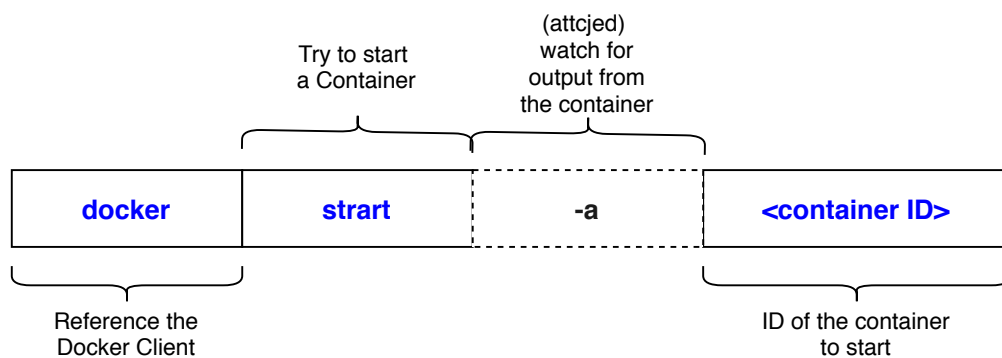 (attcjed)
watch for
output from
the container
Try to start
a Container
docker
strart
-a
<container ID>
Reference the
Docker Client
ID of the container
to start